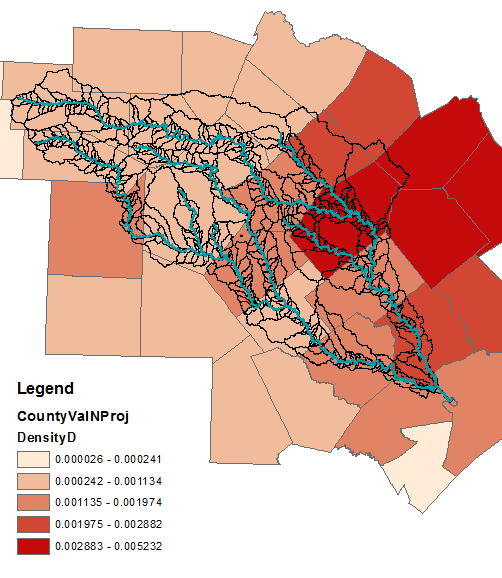 Legend
CountyValNProj
DensityD
0.000026 - 0.000241
0.000242 - 0.001134
0.001135 - 0.001974
0.001975 - 0.002882
0.002883 - 0.005232